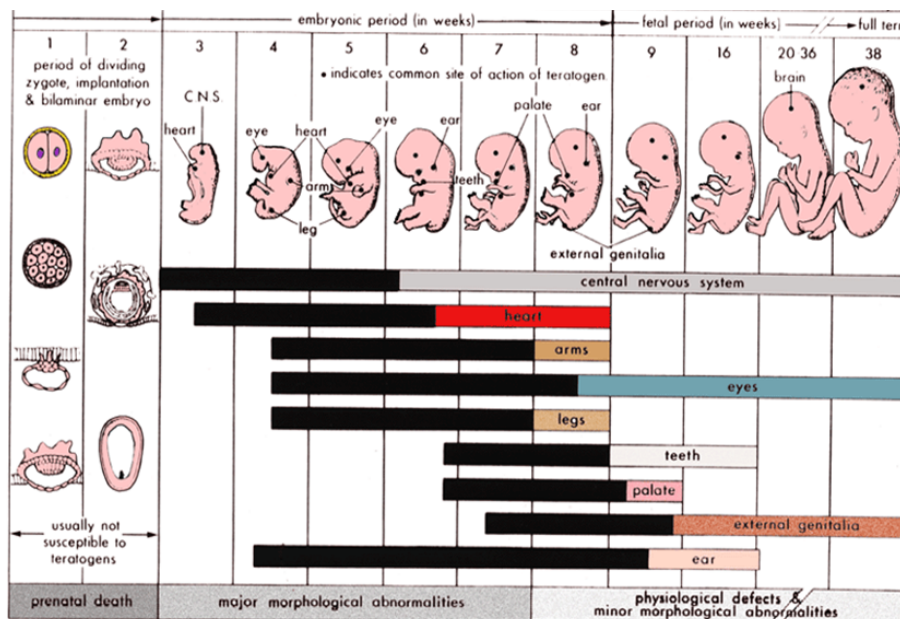 embryonic period (in weeks)
fetal period (in weeks)
full term
1
2
3
4
5
6
7
8
9
16
20 36
38
period of dividing
zygote, implantation
& bilaminar embryo
• indicates common site of action of teratogen
C.N.S.
heart
eye
heart
eye
ear
palate
ear
brain
arm
teeth
leg
external genitalia
central nervous system
heart
arms
eyes
legs
teeth
palate
external genitalia
ear
usually not
susceptible to
teratogens
prenatal death
major morphological abnormalities
physiological defects &
minor morphological abnormalities